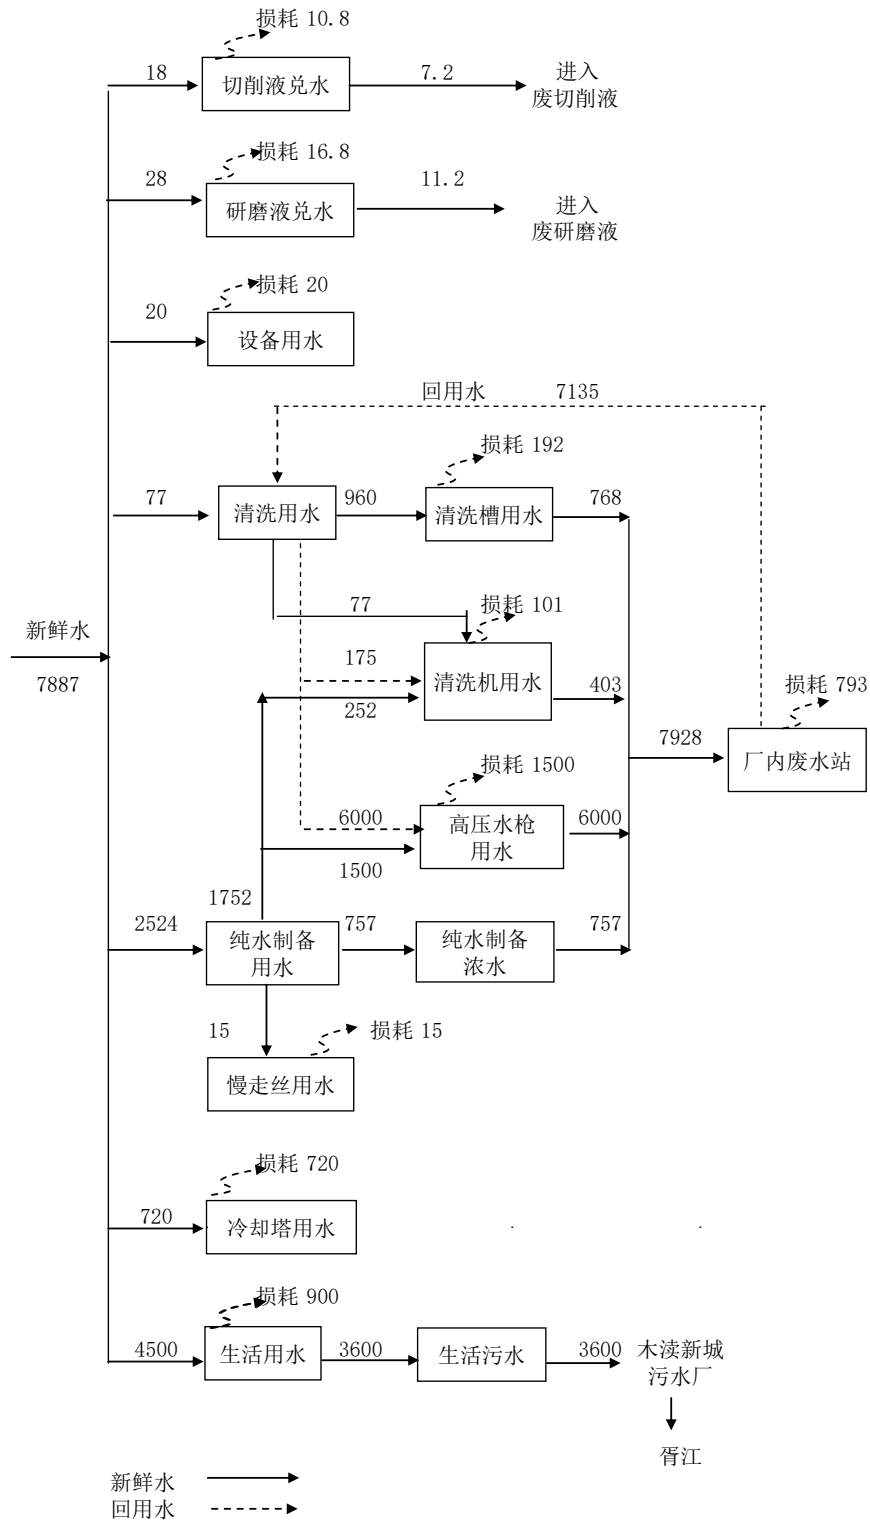 损耗 10.8
18
切削液兑水
7.2
进入
废切削液
损耗 16.8
28
研磨液兑水
11.2
进入
废研磨液
损耗 20
20
设备用水
回用水 7135
损耗 192
77
清洗用水
960
清洗槽用水
768
77
损耗 101
新鲜水
7887
175
252
清洗机用水
403
损耗 793
7928
厂内废水站
损耗 1500
6000
1500
高压水枪
用水
6000
1752
2524
纯水制备
用水
757
纯水制备
浓水
757
15
损耗 15
慢走丝用水
损耗 720
720
冷却塔用水
损耗 900
4500
生活用水
3600
生活污水
3600
木渎新城
污水厂
胥江
新鲜水
回用水